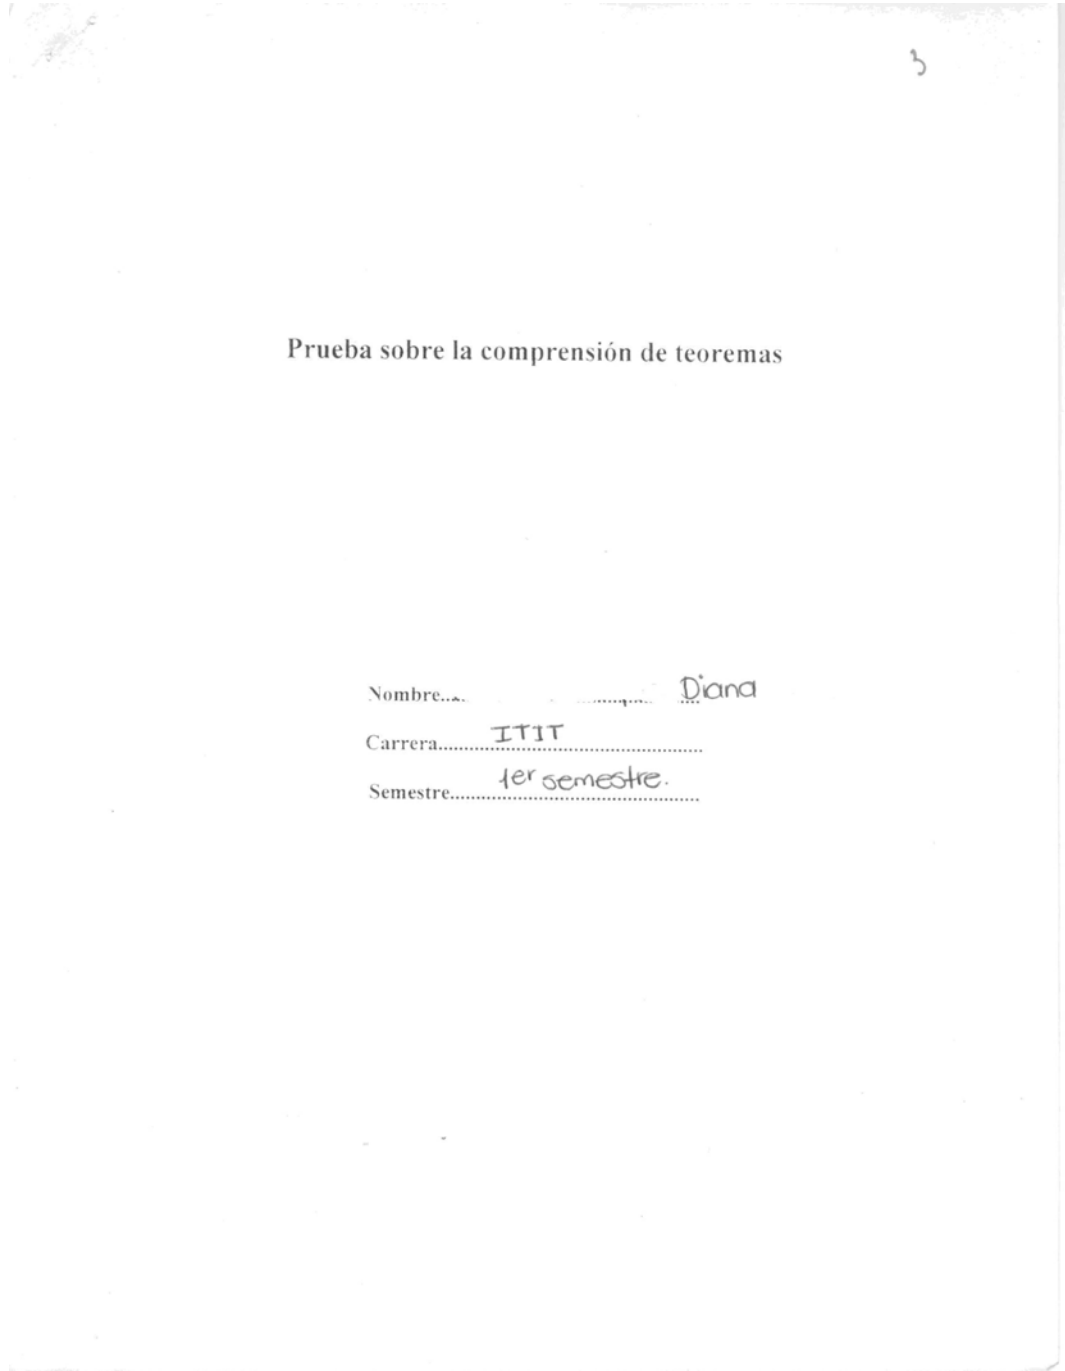 3
Prueba sobre la comprensión de teoremas
Nombre.... ............... Diana
Carrera........ITIT........
Semestre........1er semestre.........